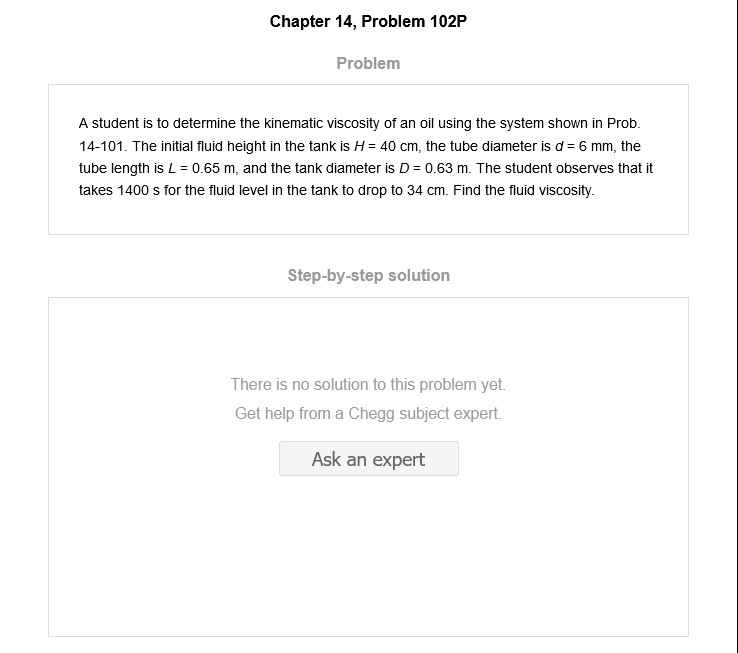 Chapter 14, Problem 102P
Problem
A student is to determine the kinematic viscosity of an oil using the system shown in Prob.
14-101. The initial fluid height in the tank is H = 40 cm, the tube diameter is d = 6 mm, the
tube length is L = 0.65 m, and the tank diameter is D = 0.63 m. The student observes that it
takes 1400 s for the fluid level in the tank to drop to 34 cm. Find the fluid viscosity.
Step-by-step solution
There is no solution to this problem yet.
Get help from a Chegg subject expert.
Ask an expert